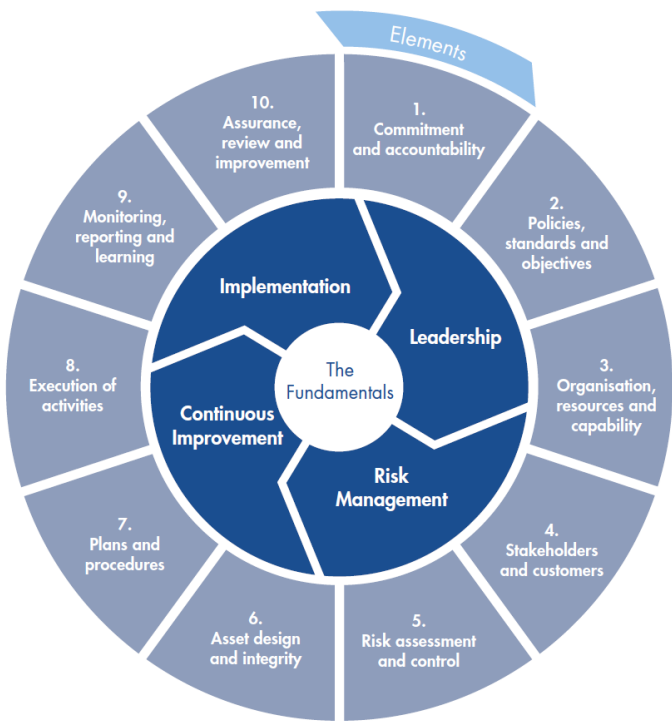 Elements
1.
Commitment
and accountability
2.
Policies,
standards and
objectives
3.
Organisation,
resources and
capability
4.
Stakeholders
and customers
5.
Risk assessment
and control
6.
Asset design
and integrity
7.
Plans and
procedures
8.
Execution of
activities
9.
Monitoring,
reporting and
learning
10.
Assurance,
review and
improvement
The
Fundamentals
Leadership
Risk
Management
Continuous
Improvement
Implementation